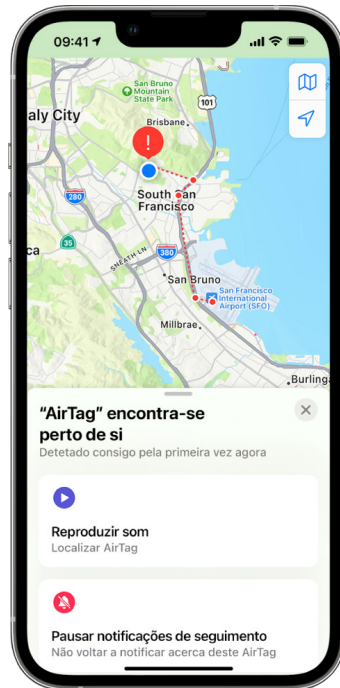 09:41
San Bruno
Mountain
State Park
101
aly City
Brisbane
!
280
South San
Francisco
35
ca
SNEATH LN
380
San Bruno
San Francisco
International
Airport (SFO)
Millbrae
Burling
“AirTag” encontra-se
perto de si
Detetado consigo pela primeira vez agora
Reproduzir som
Localizar AirTag
Pausar notificações de seguimento
Não voltar a notificar acerca deste AirTag